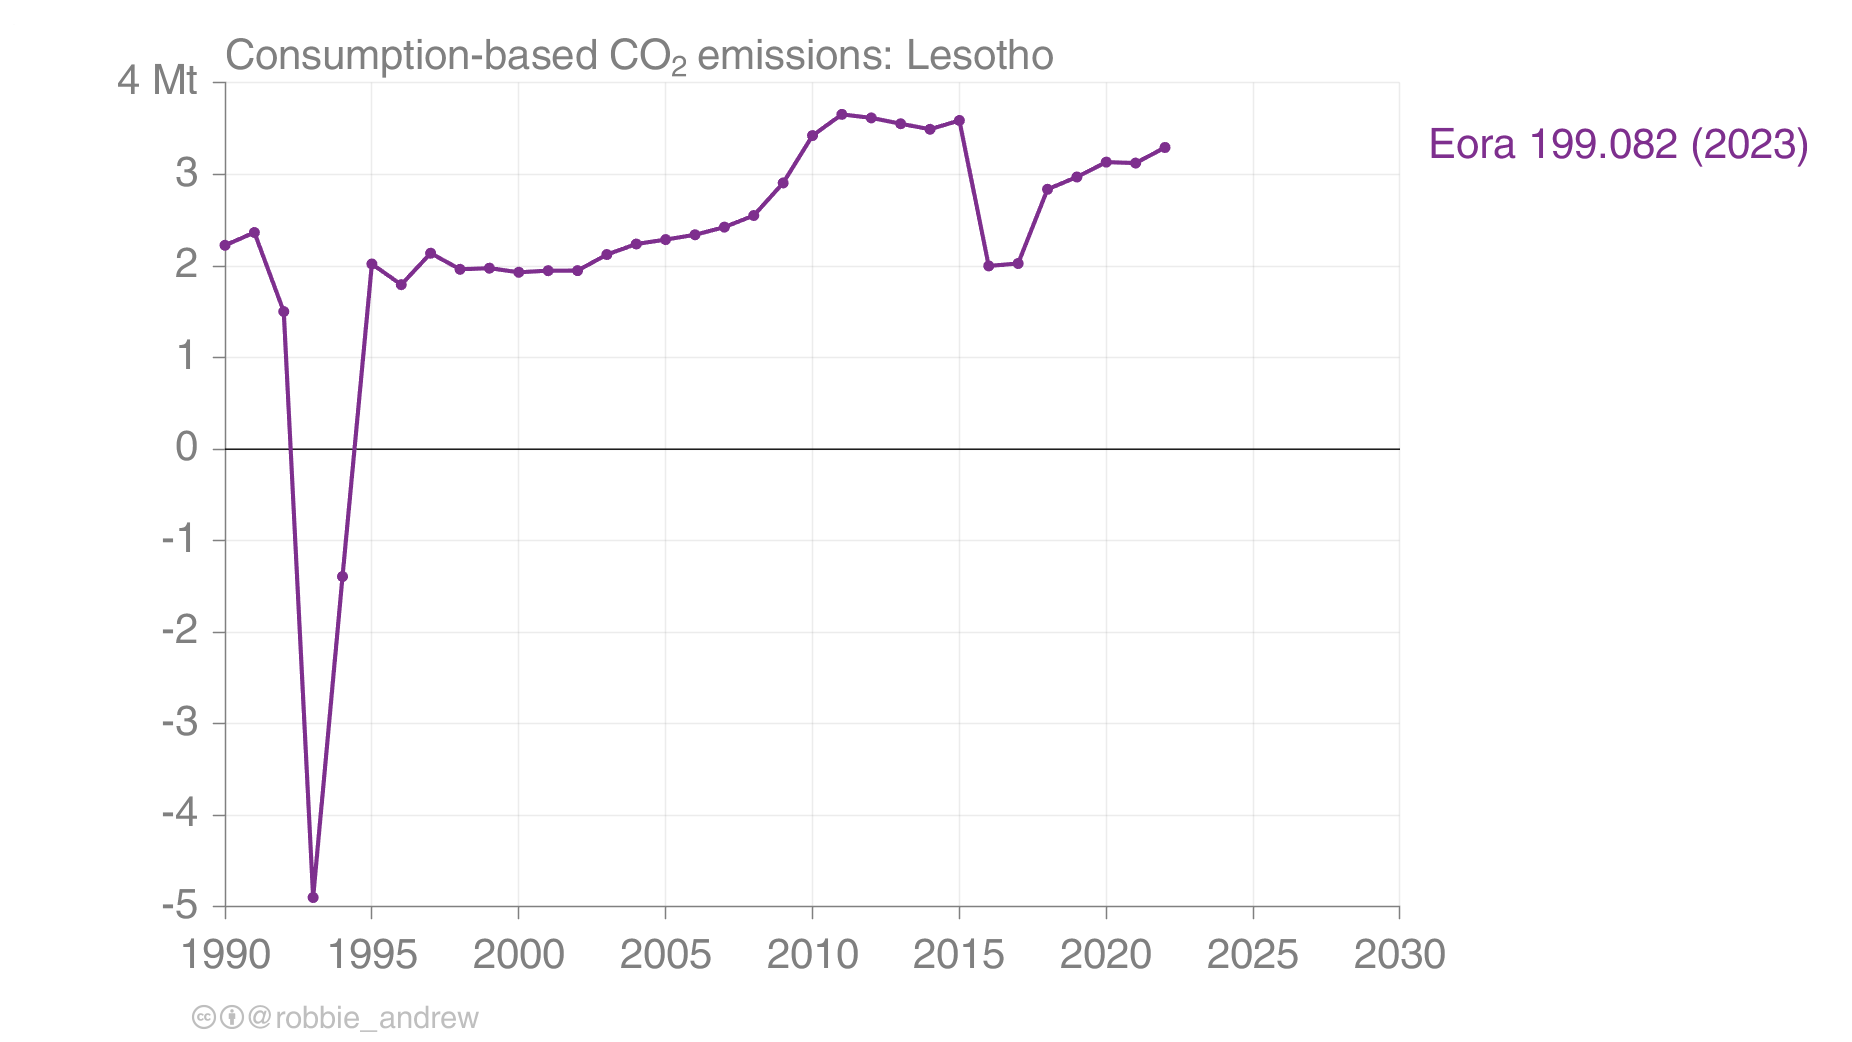 Consumption-based CO₂ emissions: Lesotho
4 Mt
3
2
1
0
-1
-2
-3
-4
-5
1990 1995 2000 2005 2010 2015 2020 2025 2030
Eora 199.082 (2023)
cc @robbie_andrew